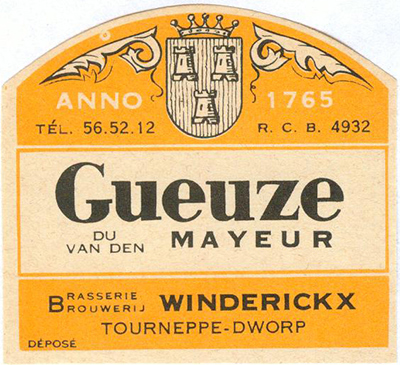 ANNO 1765
TÉL. 56.52.12 R. C. B. 4932
Gueuze
DU
VAN DEN MAYEUR
BRASSERIE
BROUWERIJ WINDERICKX
TOURNEPPE-DWORP
DÉPOSÉ